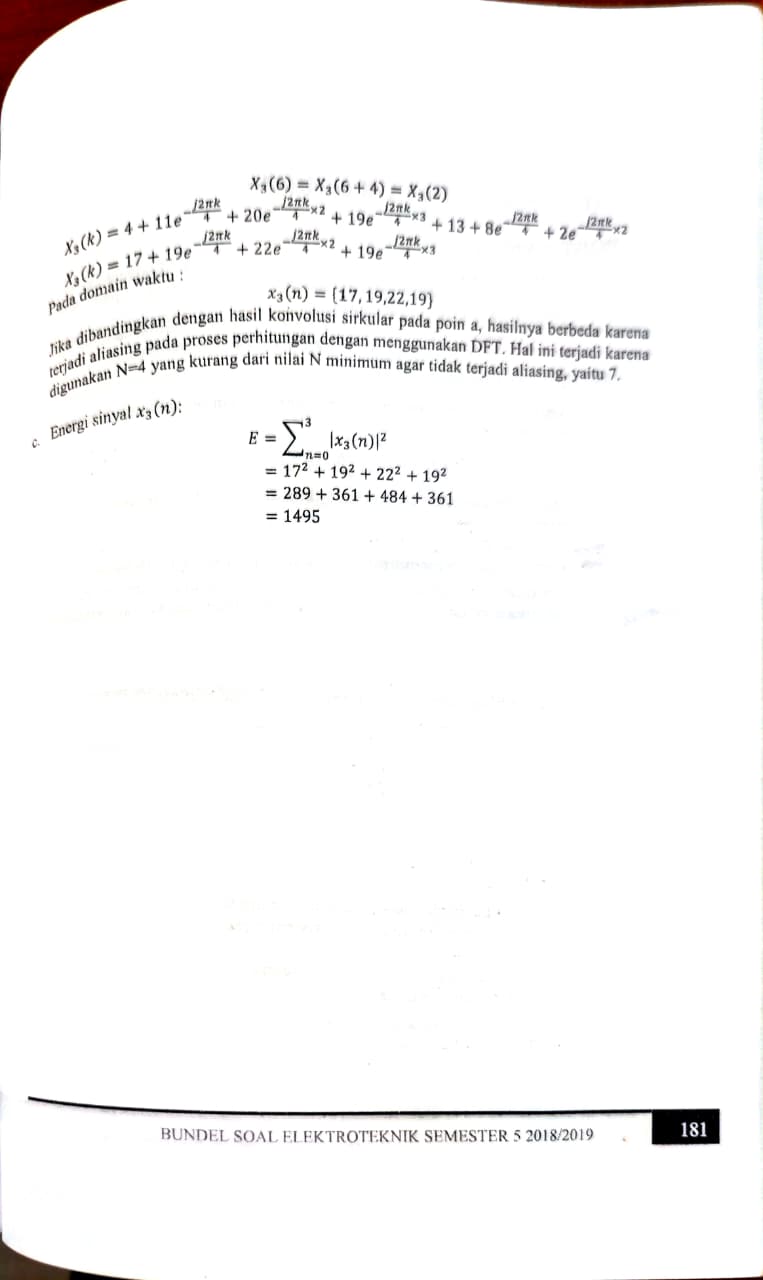 X₃(6) = X₃(6 + 4) = X₃(2)
X₃(k) = 4 + 11e^(-j2πk/4) + 20e^(-j2πk/4 ×2) + 19e^(-j2πk/4 ×3) + 13 + 8e^(-j2πk/4) + 2e^(-j2πk/4 ×2)
X₃(k) = 17 + 19e^(-j2πk/4) + 22e^(-j2πk/4 ×2) + 19e^(-j2πk/4 ×3)
Pada domain waktu :
x₃(n) = {17, 19,22,19}
Jika dibandingkan dengan hasil konvolusi sirkular pada poin a, hasilnya berbeda karena
terjadi aliasing pada proses perhitungan dengan menggunakan DFT. Hal ini terjadi karena
digunakan N=4 yang kurang dari nilai N minimum agar tidak terjadi aliasing, yaitu 7.
c. Energi sinyal x₃(n):
E = ∑_(n=0)^3 |x₃(n)|²
= 17² + 19² + 22² + 19²
= 289 + 361 + 484 + 361
= 1495
BUNDEL SOAL ELEKTROTEKNIK SEMESTER 5 2018/2019
181